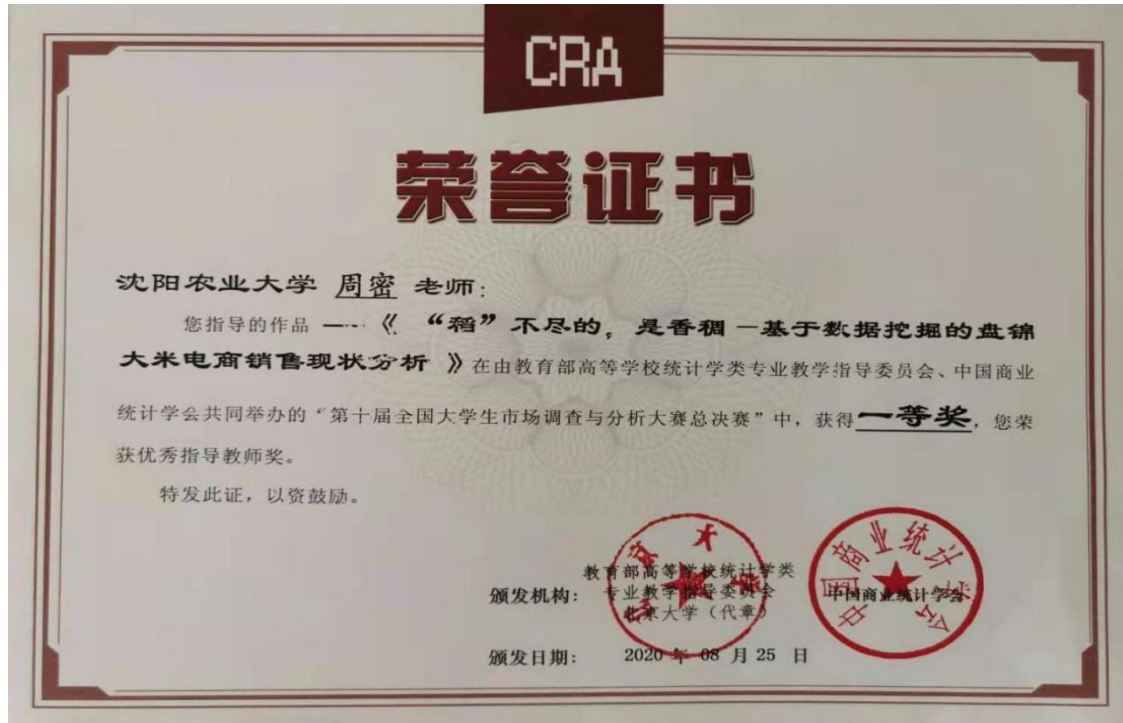 CRA
荣誉证书
沈阳农业大学 周密 老师:
您指导的作品 —--《 “稻”不尽的，是香稠 —基于数据挖掘的盘锦
大米电商销售现状分析 》在由教育部高等学校统计学类专业教学指导委员会、中国商业
统计学会共同举办的“第十届全国大学生市场调查与分析大赛总决赛”中，获得一等奖，您荣
获优秀指导教师奖。
特发此证，以资鼓励。
教育部高等学校统计学类
颁发机构: 专业教学指导委员会 中国商业统计学会
北京大学（代章）
颁发日期: 2020 年 08 月 25 日
中国商业统计学会